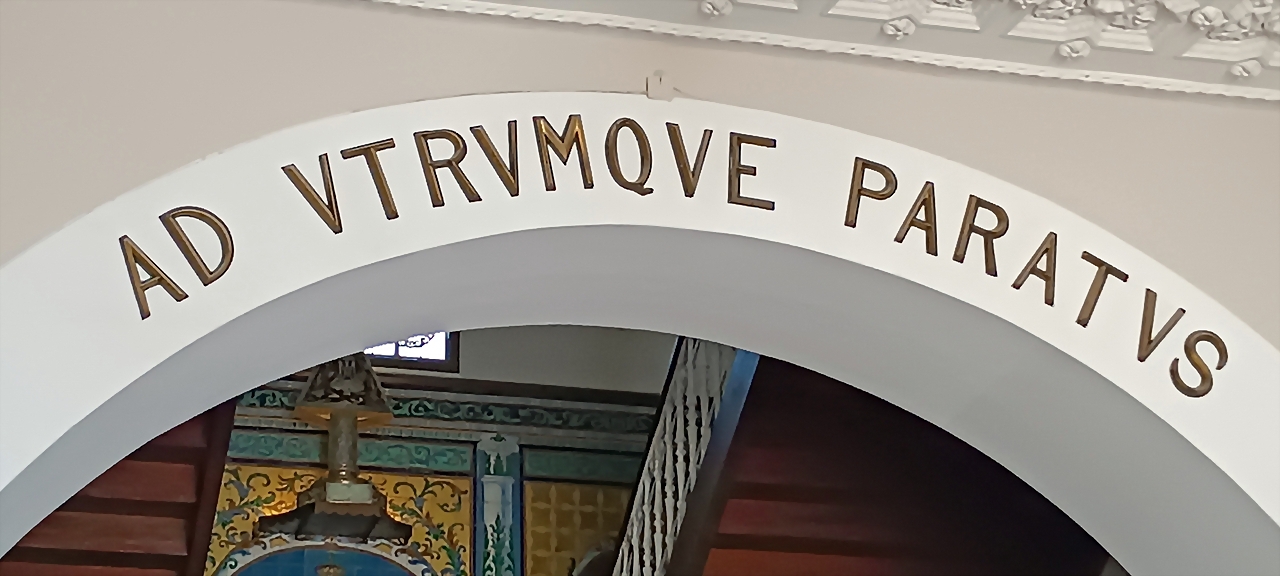 AD VTRVMQVE PARATVS